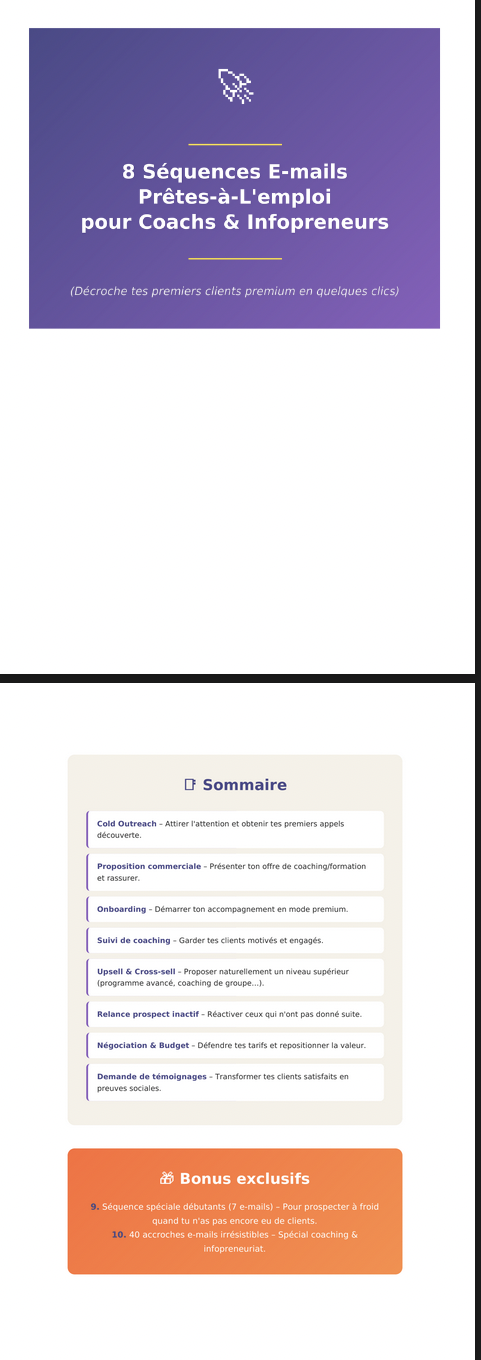 8 Séquences E-mails
Prêtes-à-L'emploi
pour Coachs & Infopreneurs
(Décroche tes premiers clients premium en quelques clics)
Sommaire
Cold Outreach – Attirer l'attention et obtenir tes premiers appels
découverte.
Proposition commerciale – Présenter ton offre de coaching/formation
et rassurer.
Onboarding – Démarrer ton accompagnement en mode premium.
Suivi de coaching – Garder tes clients motivés et engagés.
Upsell & Cross-sell – Proposer naturellement un niveau supérieur
(programme avancé, coaching de groupe…).
Relance prospect inactif – Réactiver ceux qui n'ont pas donné suite.
Négociation & Budget – Défendre tes tarifs et repositionner la valeur.
Demande de témoignages – Transformer tes clients satisfaits en
preuves sociales.
Bonus exclusifs
9. Séquence spéciale débutants (7 e-mails) – Pour prospecter à froid
quand tu n'as pas encore eu de clients.
10. 40 accroches e-mails irrésistibles – Spécial coaching &
infopreneuriat.